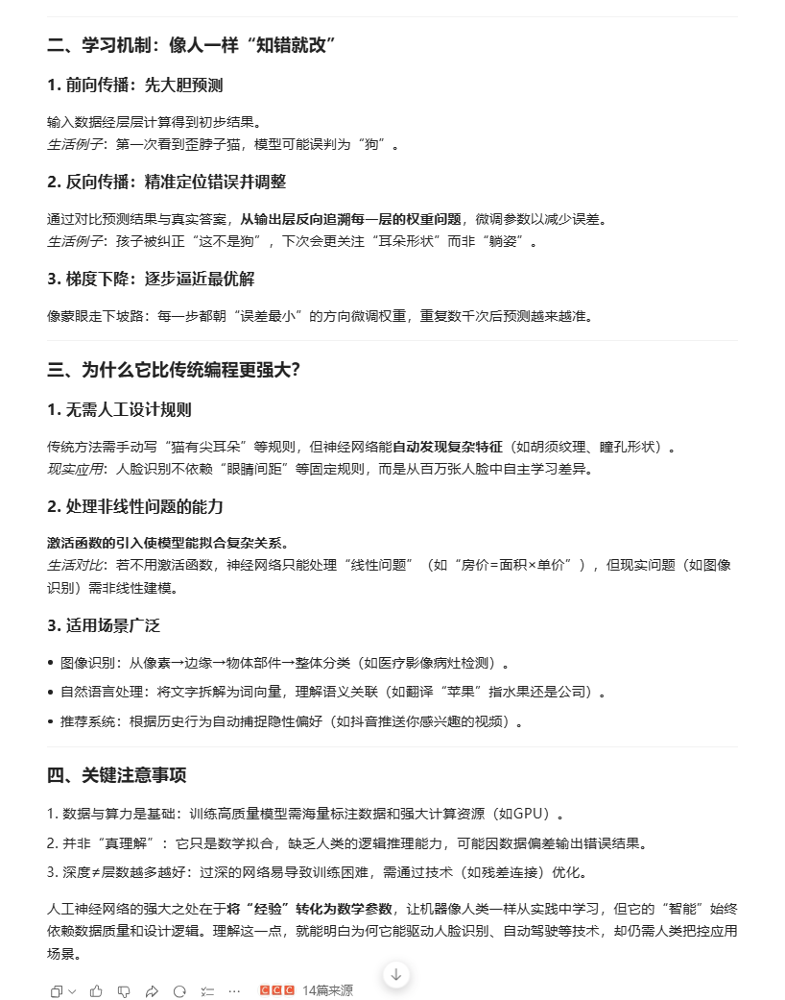 二、学习机制：像人一样“知错就改”
1. 前向传播：先大胆预测
输入数据经层层计算得到初步结果。
生活例子：第一次看到歪脖子猫，模型可能误判为“狗”。
2. 反向传播：精准定位错误并调整
通过对比预测结果与真实答案，从输出层反向追溯每一层的权重问题，微调参数以减少误差。
生活例子：孩子被纠正“这不是狗”，下次会更关注“耳朵形状”而非“躺姿”。
3. 梯度下降：逐步逼近最优解
像蒙眼走下坡路：每一步都朝“误差最小”的方向微调权重，重复数千次后预测越来越准。
三、为什么它比传统编程更强大？
1. 无需人工设计规则
传统方法需手动写“猫有尖耳朵”等规则，但神经网络能自动发现复杂特征（如胡须纹理、瞳孔形状）。
现实应用：人脸识别不依赖“眼睛间距”等固定规则，而是从百万张人脸中自主学习差异。
2. 处理非线性问题的能力
激活函数的引入使模型能拟合复杂关系。
生活对比：若不用激活函数，神经网络只能处理“线性问题”（如“房价=面积×单价”），但现实问题（如图像
识别）需非线性建模。
3. 适用场景广泛
• 图像识别：从像素→边缘→物体部件→整体分类（如医疗影像病灶检测）。
• 自然语言处理：将文字拆解为词向量，理解语义关联（如翻译“苹果”指水果还是公司）。
• 推荐系统：根据历史行为自动捕捉隐性偏好（如抖音推送你感兴趣的视频）。
四、关键注意事项
1. 数据与算力是基础：训练高质量模型需海量标注数据和强大计算资源（如GPU）。
2. 并非“真理解”：它只是数学拟合，缺乏人类的逻辑推理能力，可能因数据偏差输出错误结果。
3. 深度≠层数越多越好：过深的网络易导致训练困难，需通过技术（如残差连接）优化。
人工神经网络的强大之处在于将“经验”转化为数学参数，让机器像人类一样从实践中学习，但它的“智能”始终
依赖数据质量和设计逻辑。理解这一点，就能明白为何它能驱动人脸识别、自动驾驶等技术，却仍需人类把控应用
场景。
C C C 14篇来源